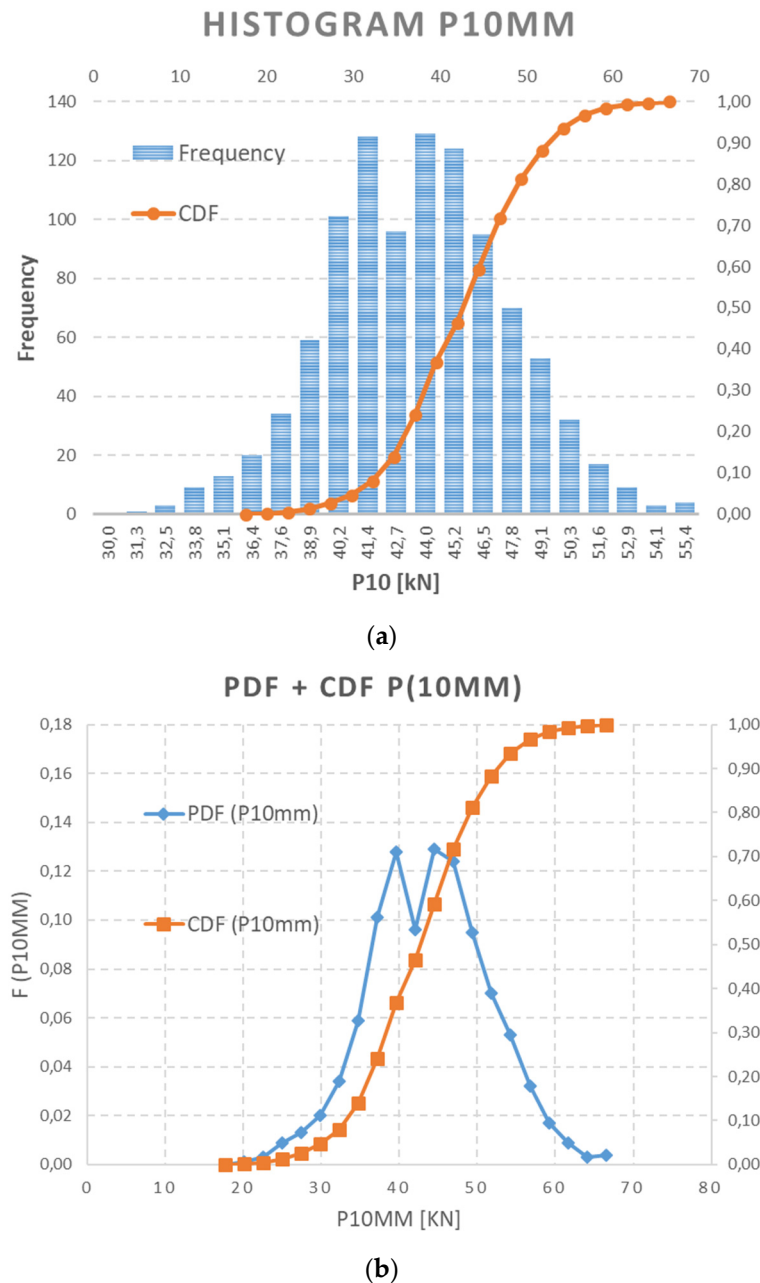 HISTOGRAM P10MM
0 10 20 30 40 50 60 70
140 1,00
0,90
120
Frequency
0,80
100
CDF
0,70
80
0,60
0,50
60
0,40
40
0,30
20
0,20
0,10
0 0,00
Frequency
30,0 31,3 32,5 33,8 35,1 36,4 37,6 38,9 40,2 41,4 42,7 44,0 45,2 46,5 47,8 49,1 50,3 51,6 52,9 54,1 55,4
P10 [kN]
(a)
PDF + CDF P(10MM)
0,18 1,00
0,90
0,16
PDF (P10mm)
0,80
0,14
0,70
0,12
CDF (P10mm)
0,60
0,10
0,50
0,08
0,40
0,06
0,30
0,04
0,20
0,02
0,10
0,00 0,00
F (P10MM)
0 10 20 30 40 50 60 70 80
P10MM [KN]
(b)